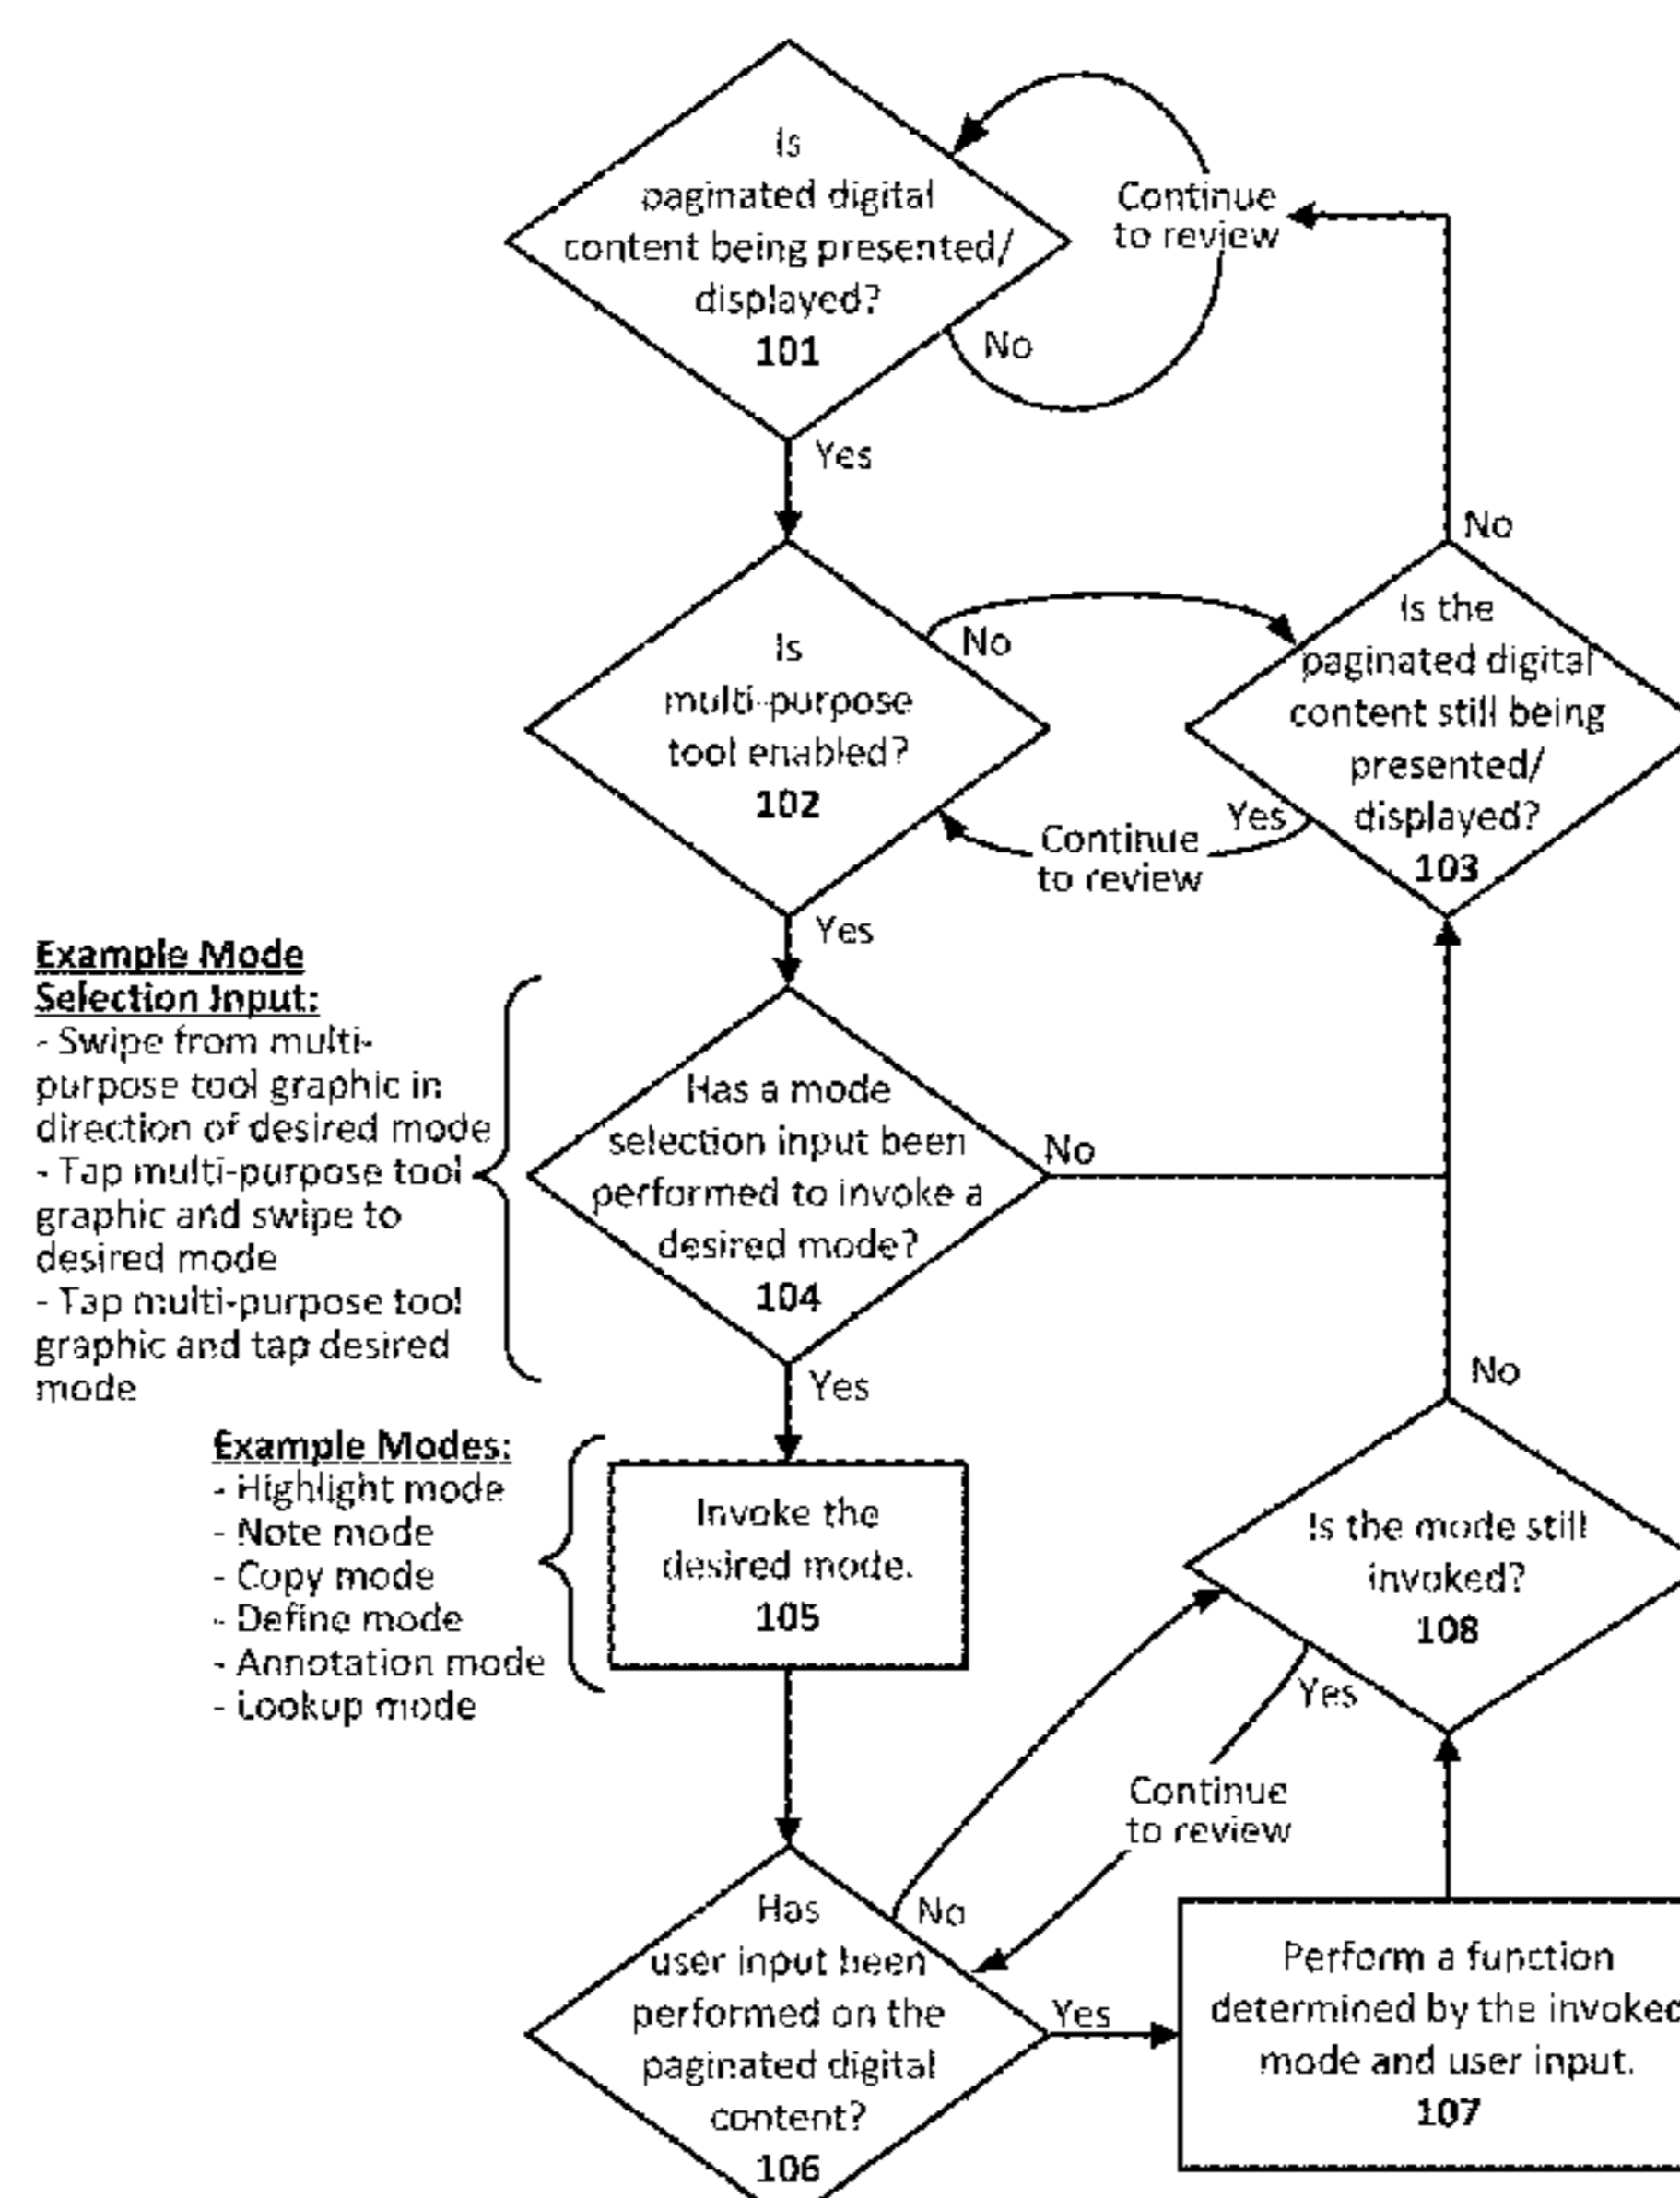 Is
paginated digital
content being presented/
displayed?
101
Continue
to review
No
Yes
Is
multi-purpose
tool enabled?
102
No
No
Is the
paginated digital
content still being
presented/
displayed?
103
Yes
Continue
to review
Yes
Example Mode
Selection Input:
- Swipe from multi-
purpose tool graphic in
direction of desired mode
- Tap multi-purpose tool
graphic and swipe to
desired mode
- Tap multi-purpose tool
graphic and tap desired
mode
Has a mode
selection input been
performed to invoke a
desired mode?
104
No
Yes
Example Modes:
- Highlight mode
- Note mode
- Copy mode
- Define mode
- Annotation mode
- Lookup mode
Invoke the
desired mode.
105
No
Is the mode still
invoked?
108
Yes
Continue
to review
Has
user input been
performed on the
paginated digital
content?
106
No
Yes
Perform a function
determined by the invoked
mode and user input.
107